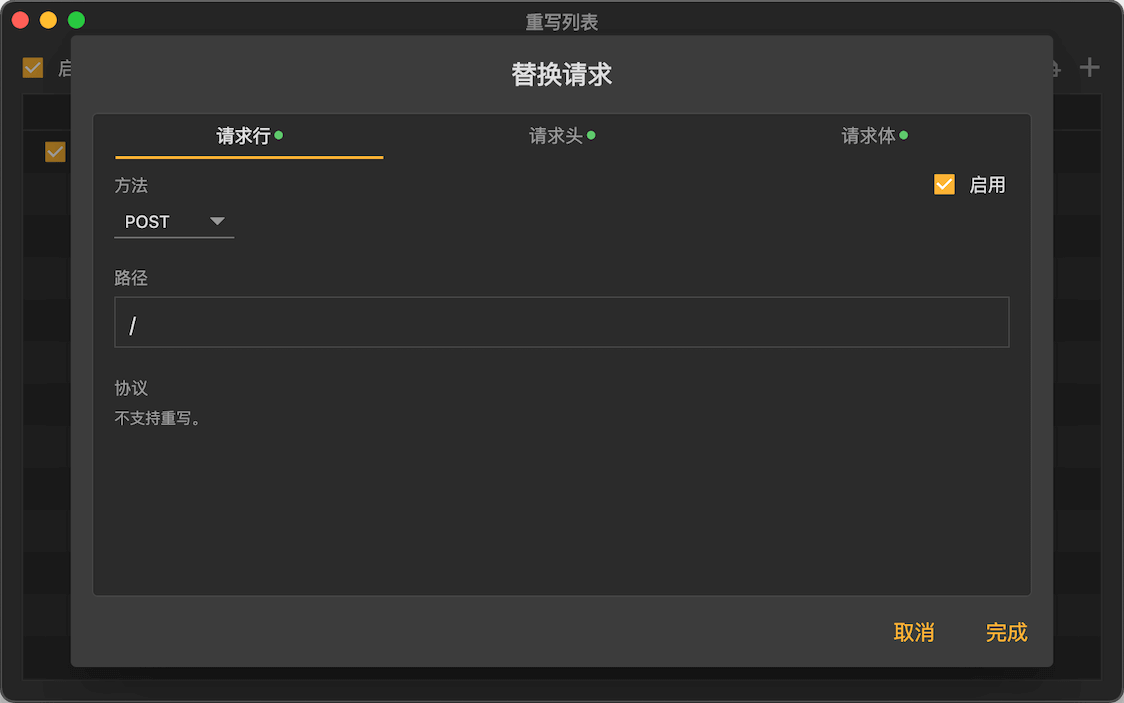 重写列表
启
替换请求
请求行 请求头 请求体
方法
启用
POST
路径
/
协议
不支持重写。
取消 完成